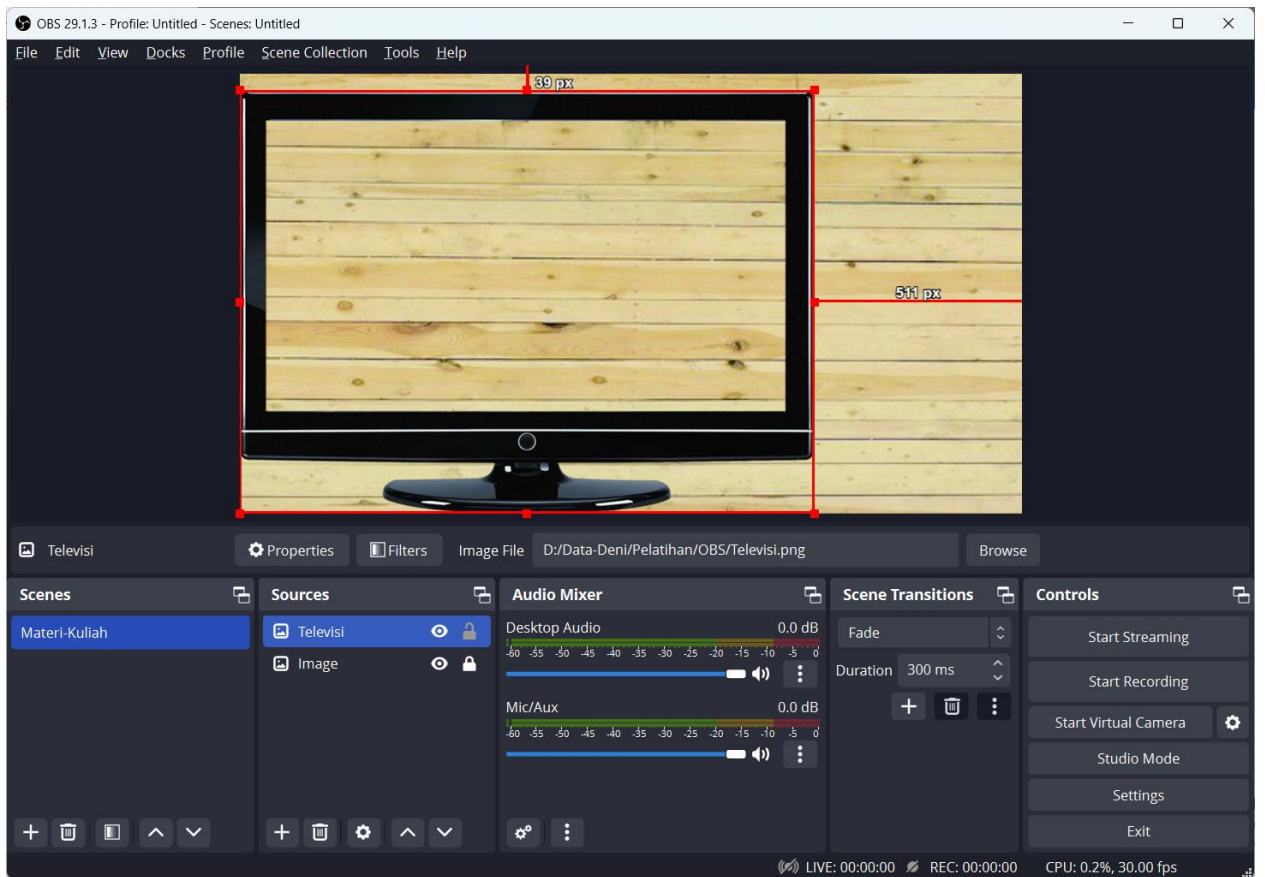 OBS 29.1.3 - Profile: Untitled - Scenes: Untitled
File Edit View Docks Profile Scene Collection Tools Help
39 px
511 px
Televisi Properties Filters Image File D:/Data-Deni/Pelatihan/OBS/Televisi.png Browse
Scenes
Materi-Kuliah
Sources
Televisi
Image
Audio Mixer
Desktop Audio 0.0 dB
-60 -55 -50 -45 -40 -35 -30 -25 -20 -15 -10 -5 0
Mic/Aux 0.0 dB
-60 -55 -50 -45 -40 -35 -30 -25 -20 -15 -10 -5 0
Scene Transitions
Fade
Duration 300 ms
Controls
Start Streaming
Start Recording
Start Virtual Camera
Studio Mode
Settings
Exit
LIVE: 00:00:00 REC: 00:00:00 CPU: 0.2%, 30.00 fps